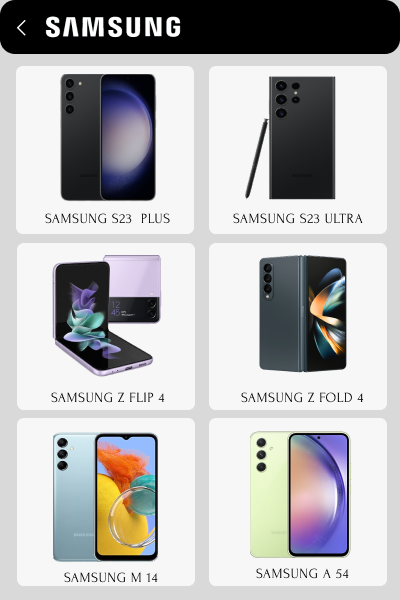 SAMSUNG
SAMSUNG S23 PLUS
SAMSUNG S23 ULTRA
SAMSUNG Z FLIP 4
SAMSUNG Z FOLD 4
SAMSUNG M 14
SAMSUNG A 54